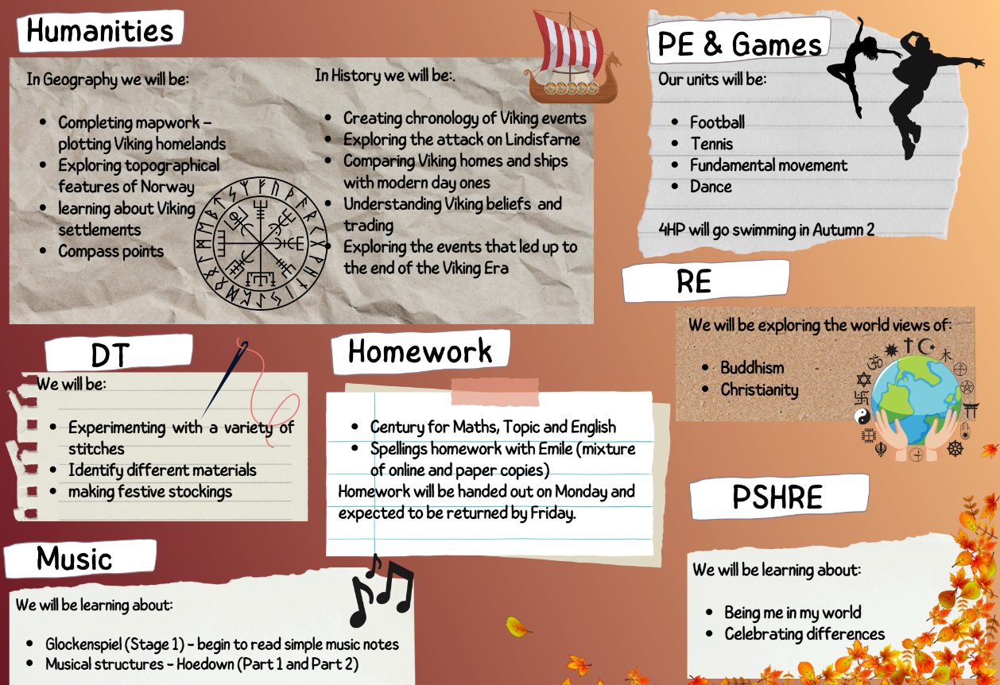 Humanities
In Geography we will be:
Completing mapwork –
plotting Viking homelands
Exploring topographical
features of Norway
learning about Viking
settlements
Compass points
In History we will be:.
Creating chronology of Viking events
Exploring the attack on Lindisfarne
Comparing Viking homes and ships
with modern day ones
Understanding Viking beliefs and
trading
Exploring the events that led up to
the end of the Viking Era
PE & Games
Our units will be:
Football
Tennis
Fundamental movement
Dance
4HP will go swimming in Autumn 2
RE
We will be exploring the world views of:
Buddhism
Christianity
DT
We will be:
Experimenting with a variety of
stitches
Identify different materials
making festive stockings
Homework
Century for Maths, Topic and English
Spellings homework with Emile (mixture
of online and paper copies)
Homework will be handed out on Monday and
expected to be returned by Friday.
PSHRE
We will be learning about:
Being me in my world
Celebrating differences
Music
We will be learning about:
Glockenspiel (Stage 1) - begin to read simple music notes
Musical structures - Hoedown (Part 1 and Part 2)